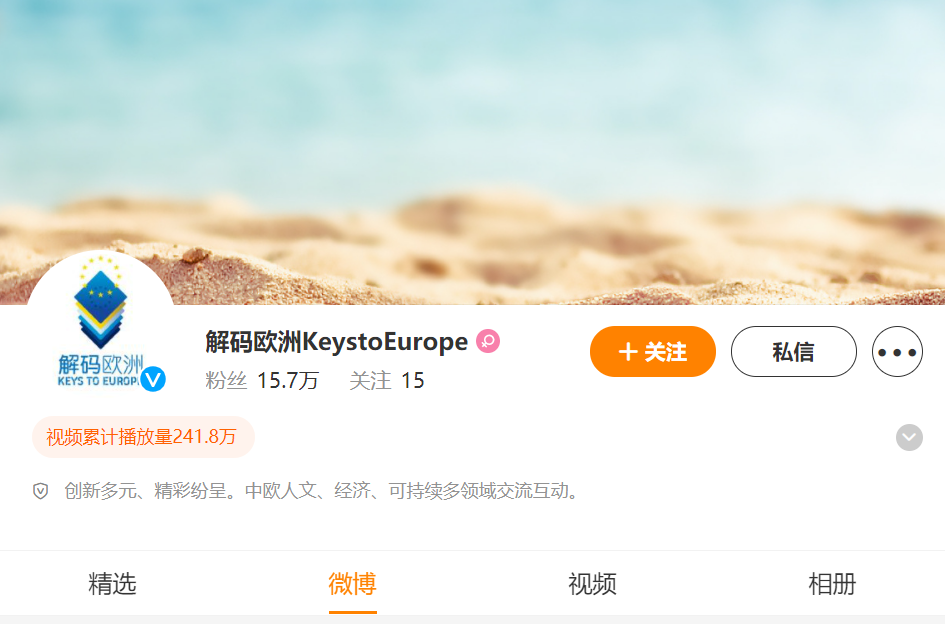 解码欧洲
KEYS TO EUROP
解码欧洲KeystoEurope
+ 关注
私信
粉丝 15.7万 关注 15
视频累计播放量241.8万
创新多元、精彩纷呈。中欧人文、经济、可持续多领域交流互动。
精选
微博
视频
相册